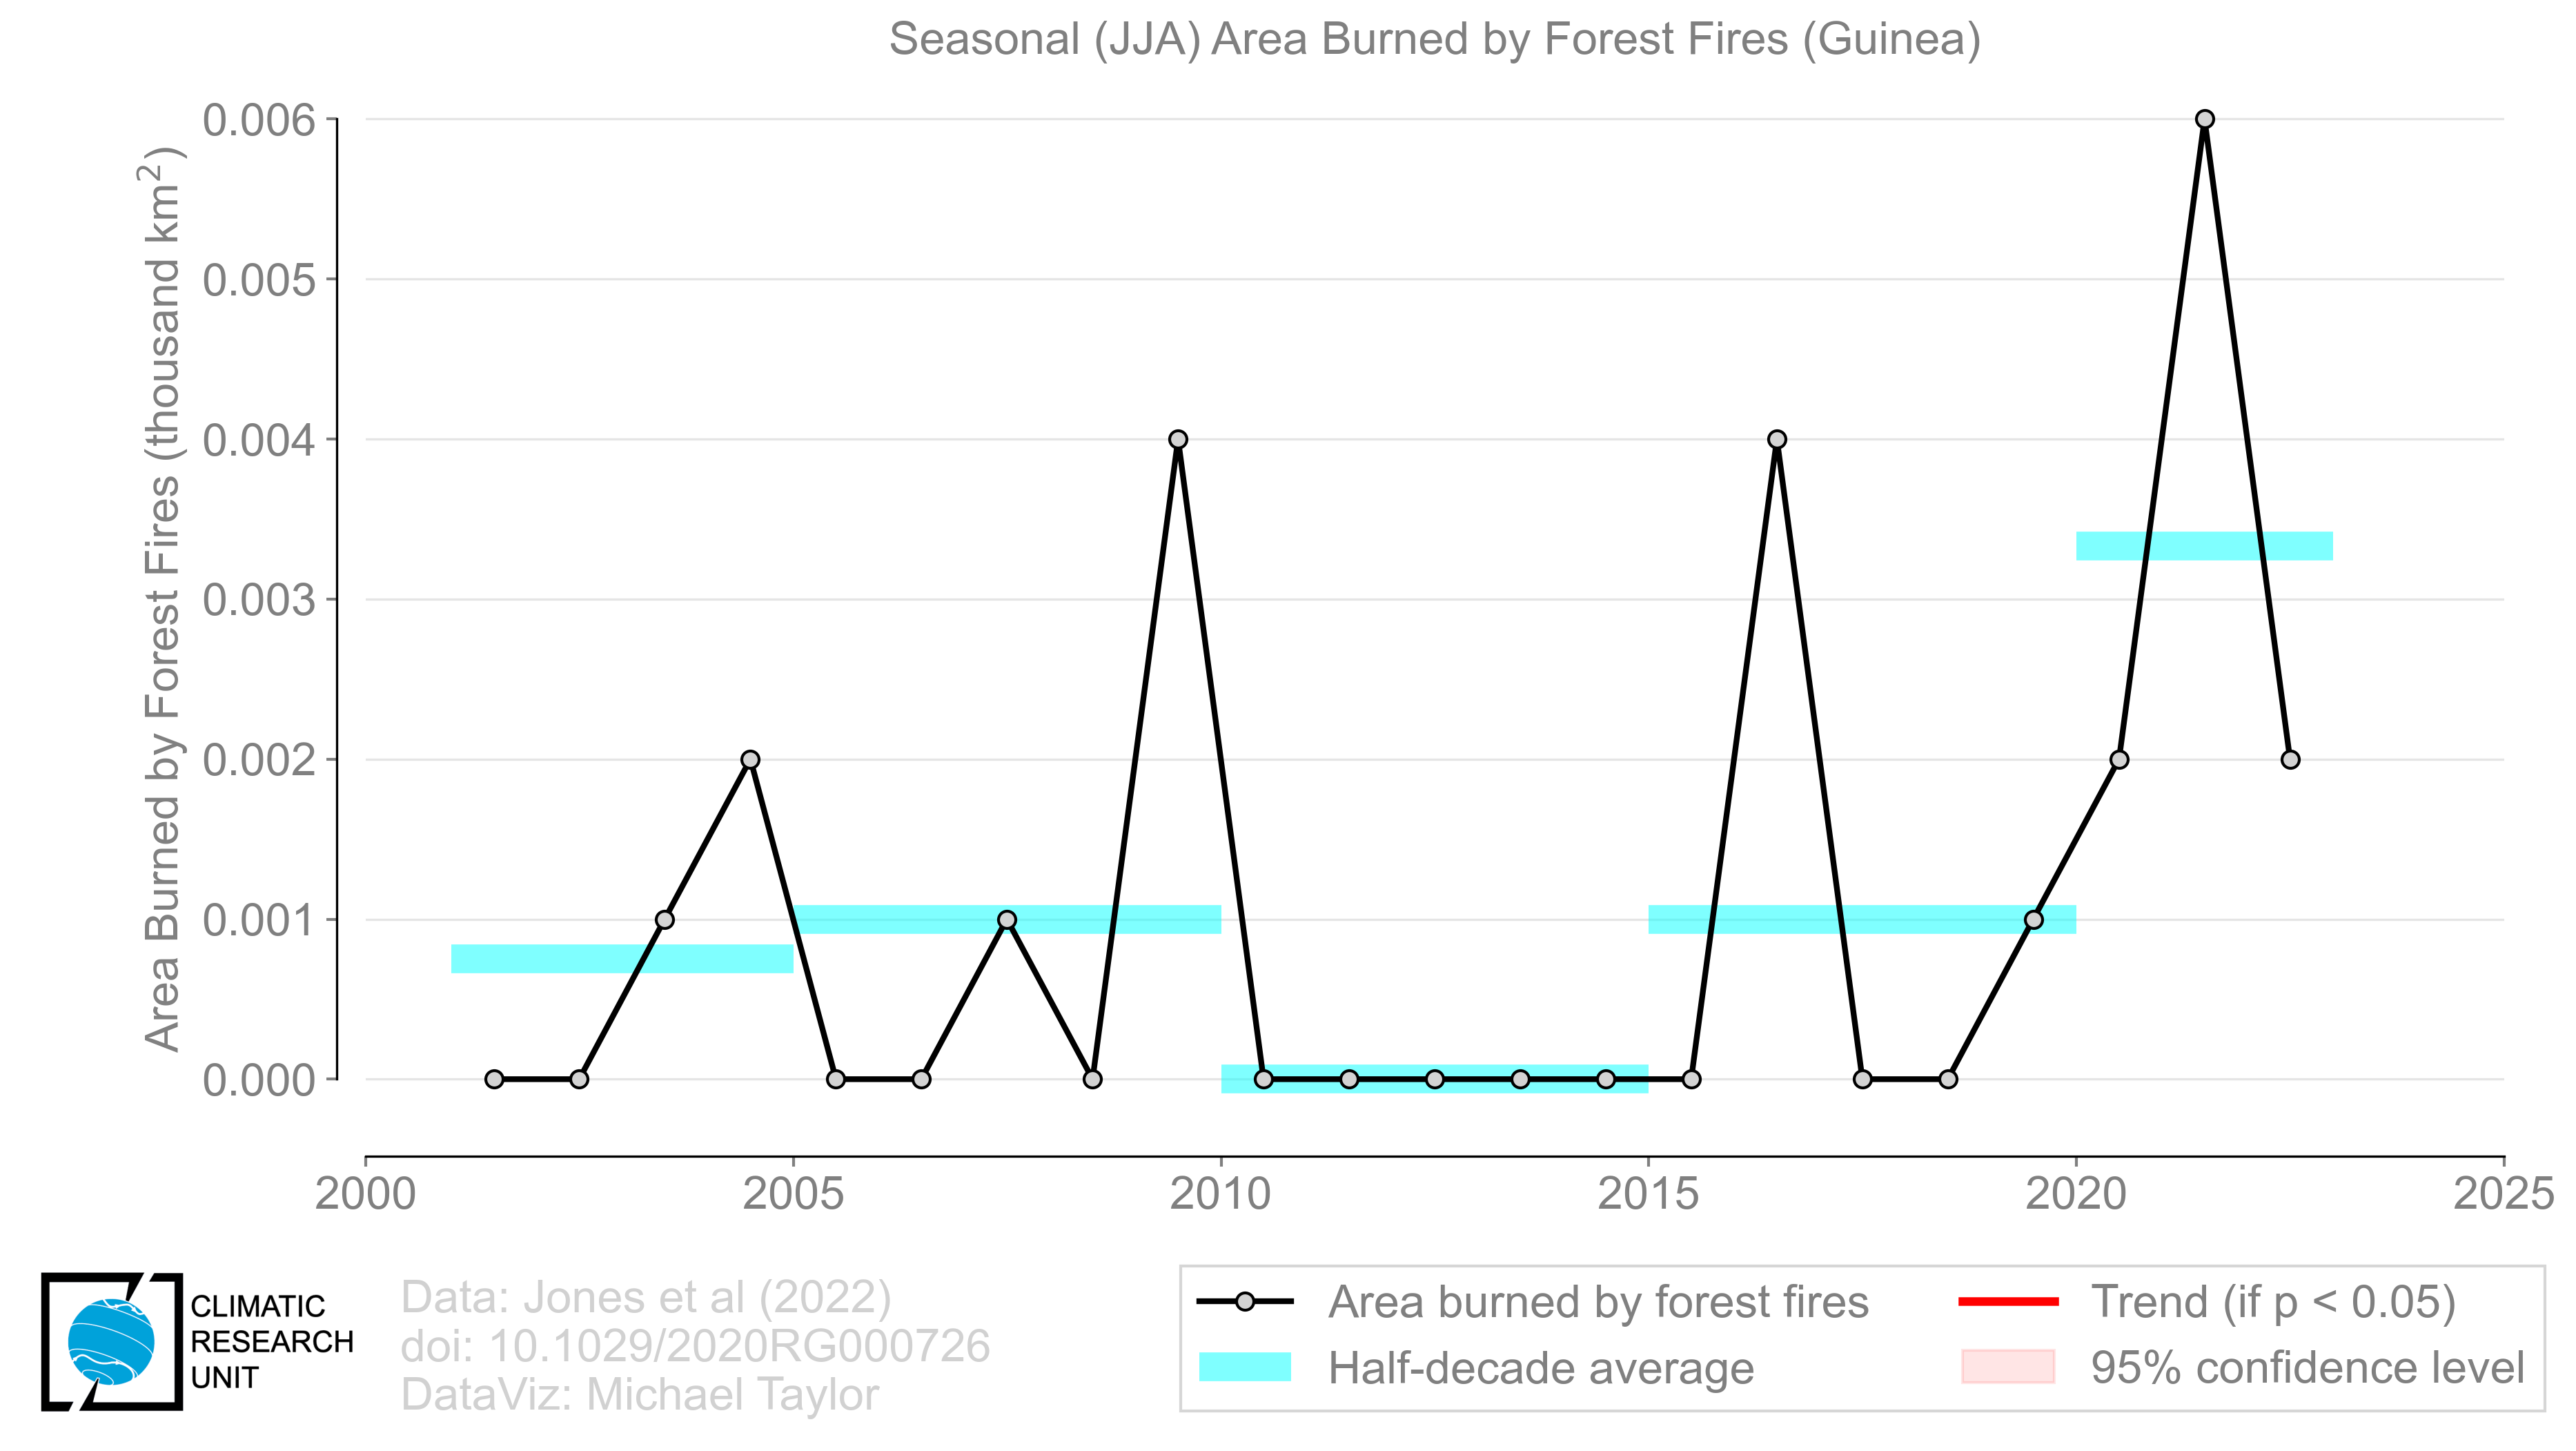 Seasonal (JJA) Area Burned by Forest Fires (Guinea)
Area Burned by Forest Fires (thousand km²)
0.006
0.005
0.004
0.003
0.002
0.001
0.000
2000 2005 2010 2015 2020 2025
CLIMATIC
RESEARCH
UNIT
Data: Jones et al (2022)
doi: 10.1029/2020RG000726
DataViz: Michael Taylor
Area burned by forest fires
Half-decade average
Trend (if p < 0.05)
95% confidence level